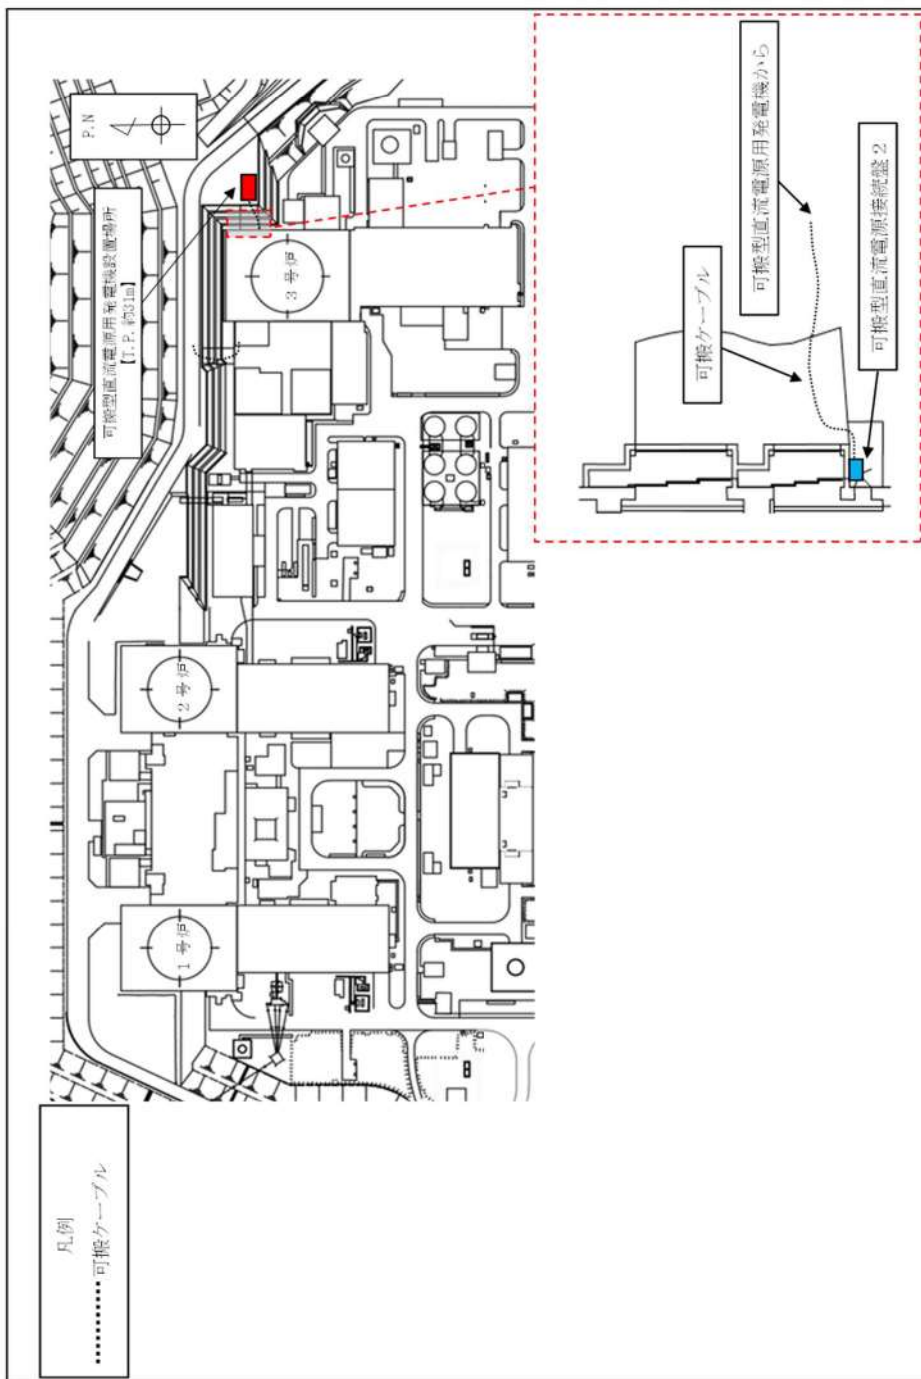 凡例
可搬ケーブル
P.N
可搬型直流電源用発電機設置場所
【T.P. 約31m】
1号炉
2号炉
3号炉
可搬ケーブル
可搬型直流電源用発電機から
可搬型直流電源接続盤2